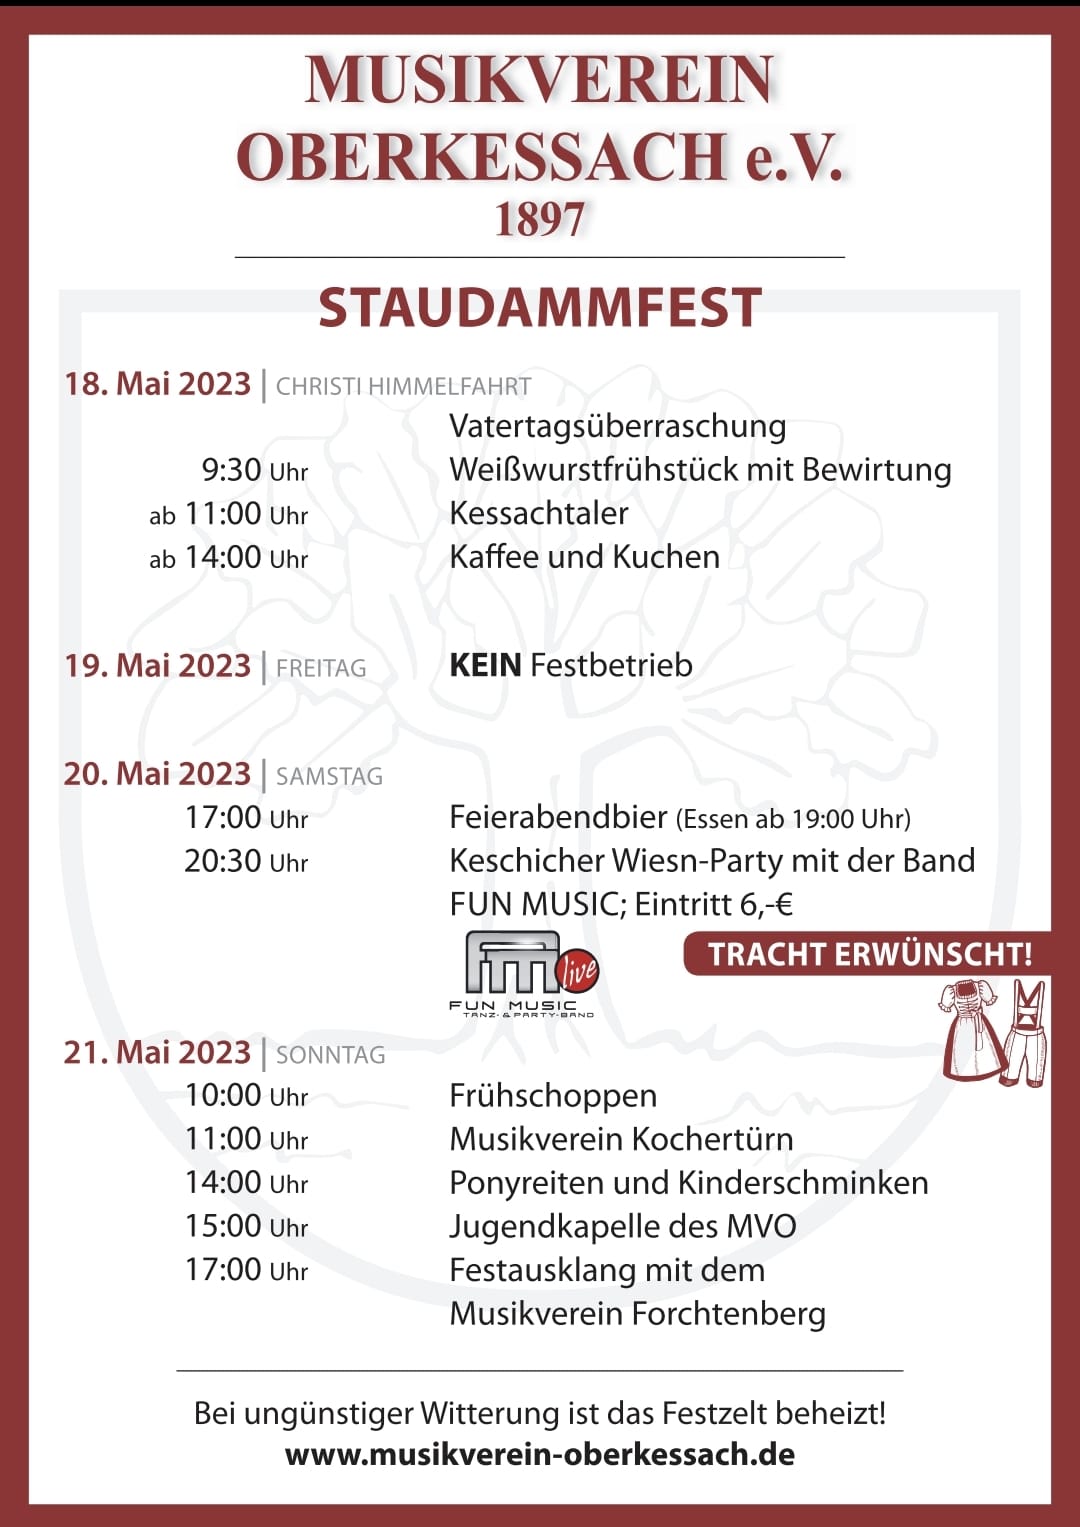 MUSIKVEREIN
OBERKESSACH e.V.
1897
STAUDAMMFEST
18. Mai 2023 | CHRISTI HIMMELFAHRT
Vatertagsüberraschung
9:30 Uhr Weißwurstfrühstück mit Bewirtung
ab 11:00 Uhr Kessachtaler
ab 14:00 Uhr Kaffee und Kuchen
19. Mai 2023 | FREITAG KEIN Festbetrieb
20. Mai 2023 | SAMSTAG
17:00 Uhr Feierabendbier (Essen ab 19:00 Uhr)
20:30 Uhr Keschicher Wiesn-Party mit der Band
FUN MUSIC; Eintritt 6,-€
TRACHT ERWÜNSCHT!
live
FUN MUSIC
TANZ- & PARTY-BAND
21. Mai 2023 | SONNTAG
10:00 Uhr Frühschoppen
11:00 Uhr Musikverein Kochertürn
14:00 Uhr Ponyreiten und Kinderschminken
15:00 Uhr Jugendkapelle des MVO
17:00 Uhr Festausklang mit dem
Musikverein Forchtenberg
Bei ungünstiger Witterung ist das Festzelt beheizt!
www.musikverein-oberkessach.de